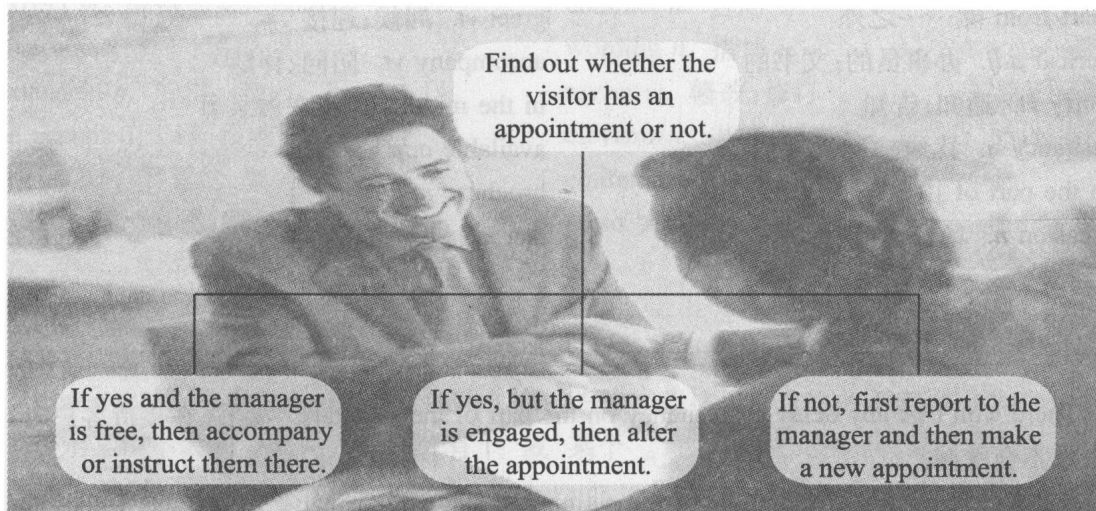 Find out whether the
visitor has an
appointment or not.
If yes and the manager
is free, then accompany
or instruct them there.
If yes, but the manager
is engaged, then alter
the appointment.
If not, first report to the
manager and then make
a new appointment.